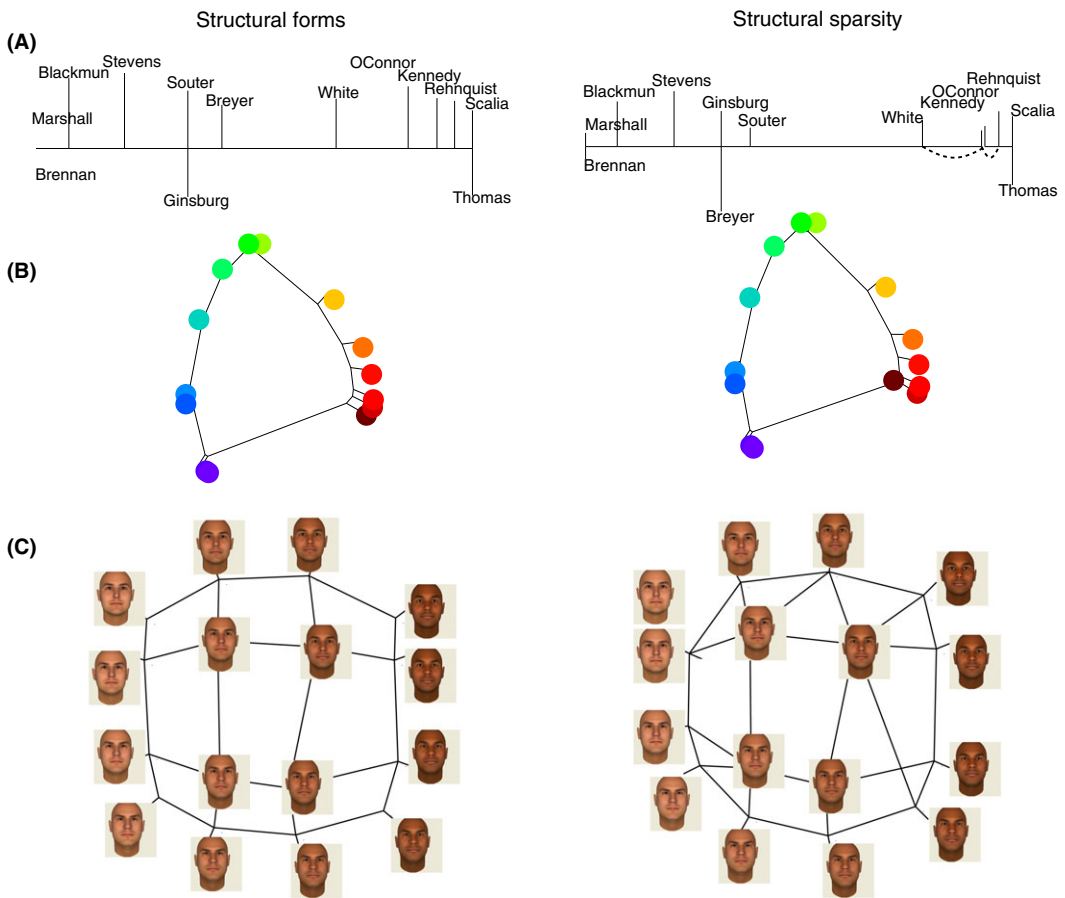 Structural forms
Structural sparsity
(A)
Blackmun
Stevens
Souter
Breyer
White
OConnor
Kennedy
Rehnquist
Scalia
Marshall
Brennan
Ginsburg
Thomas
Blackmun
Stevens
Ginsburg
Souter
White
Kennedy
OConnor
Rehnquist
Scalia
Marshall
Brennan
Breyer
Thomas
(B)
(C)